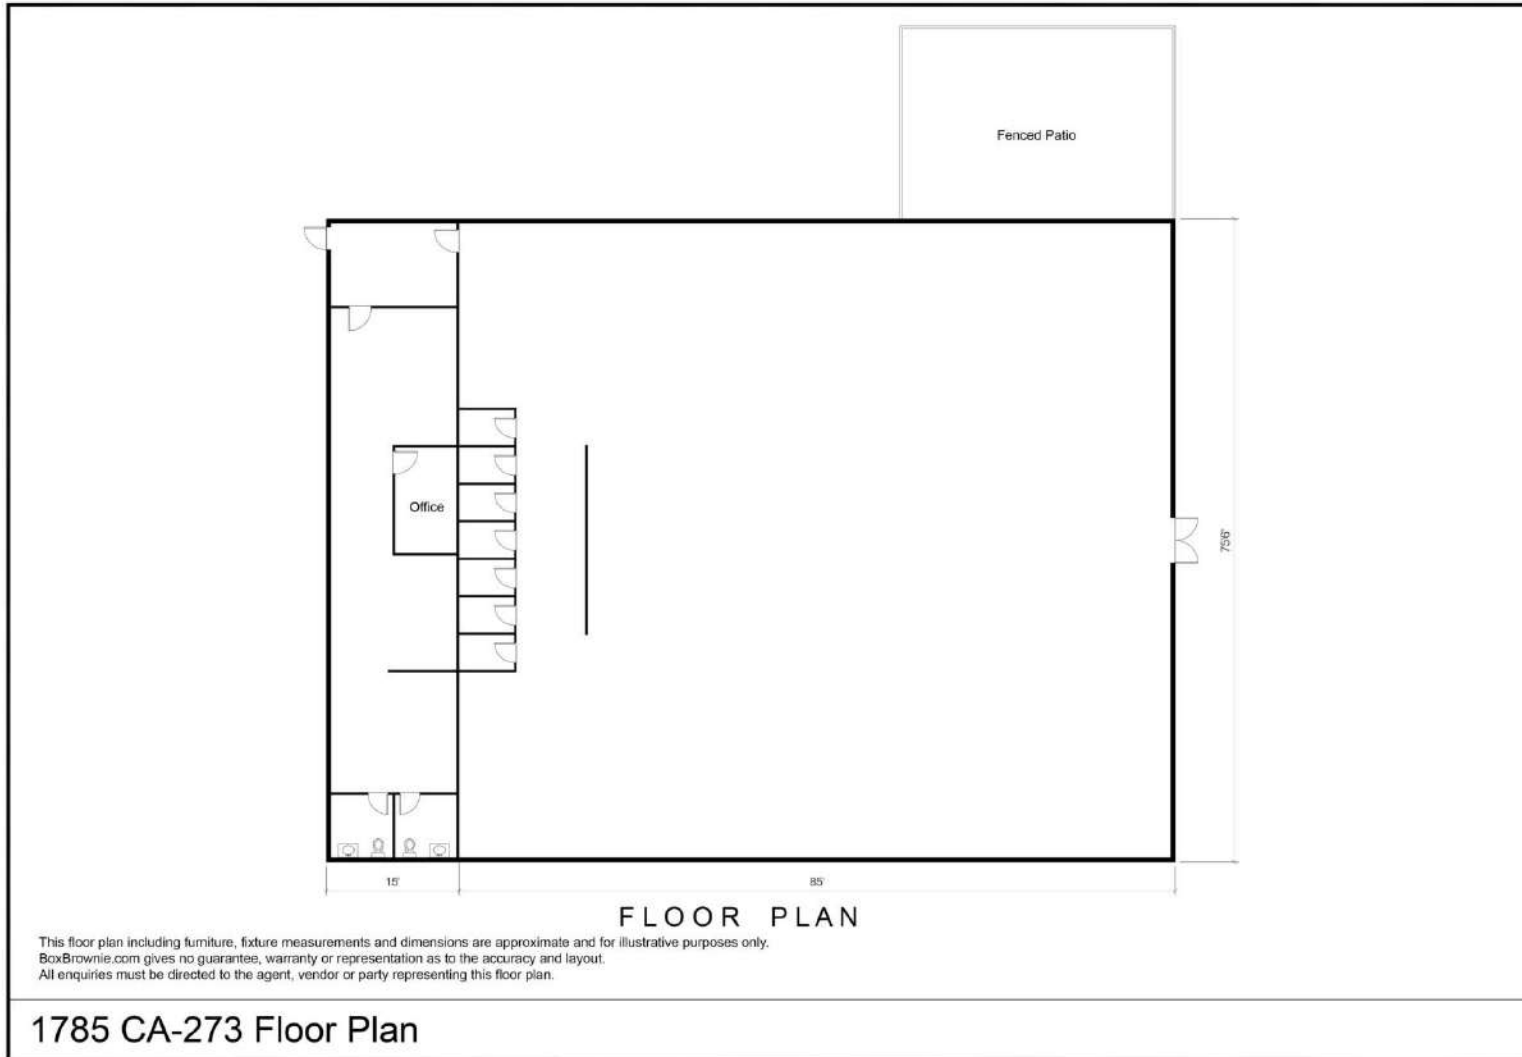 Fenced Patio
Office
75'6"
15'
85'
FLOOR PLAN
This floor plan including furniture, fixture measurements and dimensions are approximate and for illustrative purposes only.
BoxBrownie.com gives no guarantee, warranty or representation as to the accuracy and layout.
All enquiries must be directed to the agent, vendor or party representing this floor plan.
1785 CA-273 Floor Plan